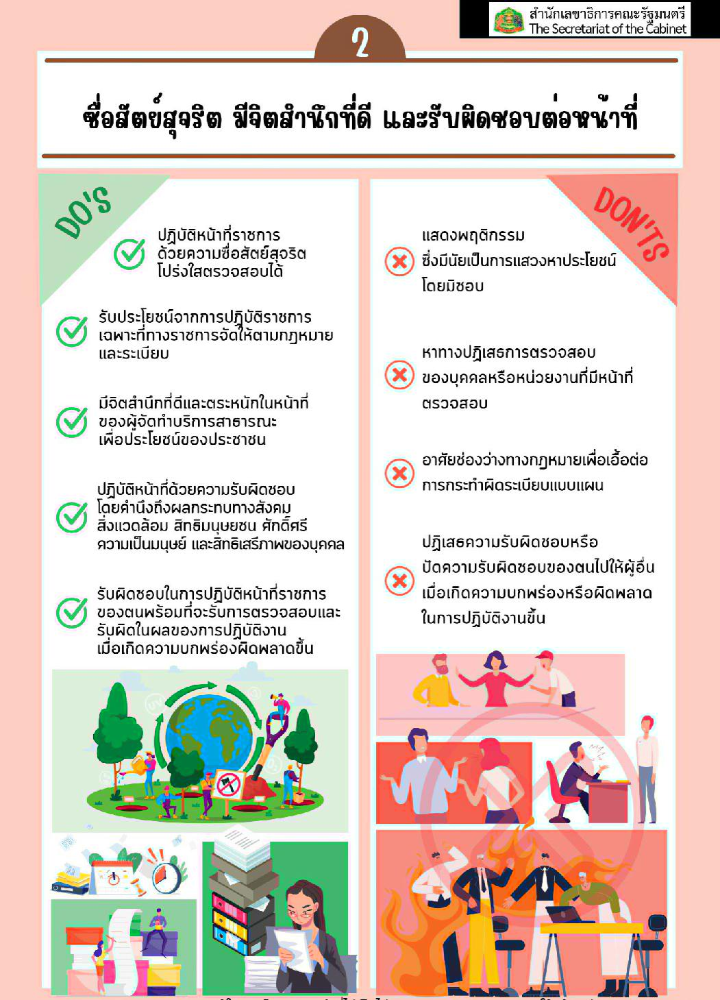 สำนักเลขาธิการคณะรัฐมนตรี
The Secretariat of the Cabinet
2
ซื่อสัตย์สุจริต มีจิตสำนึกที่ดี และรับผิดชอบต่อหน้าที่
DO'S
ปฏิบัติหน้าที่ราชการ
ด้วยความซื่อสัตย์สุจริต
โปร่งใสตรวจสอบได้
รับประโยชน์จากการปฏิบัติราชการ
เฉพาะที่ทางราชการจัดให้ตามกฎหมาย
และระเบียบ
มีจิตสำนึกที่ดีและตระหนักในหน้าที่
ของผู้จัดทำบริการสาธารณะ
เพื่อประโยชน์ของประชาชน
ปฏิบัติหน้าที่ด้วยความรับผิดชอบ
โดยคำนึงถึงผลกระทบทางสังคม
สิ่งแวดล้อม สิทธิมนุษยชน ศักดิ์ศรี
ความเป็นมนุษย์ และสิทธิเสรีภาพของบุคคล
รับผิดชอบในการปฏิบัติหน้าที่ราชการ
ของตนพร้อมที่จะรับการตรวจสอบและ
รับผิดในผลของการปฏิบัติงาน
เมื่อเกิดความบกพร่องผิดพลาดขึ้น
DON'TS
แสดงพฤติกรรม
ซึ่งมีนัยเป็นการแสวงหาประโยชน์
โดยมิชอบ
หาทางปฏิเสธการตรวจสอบ
ของบุคคลหรือหน่วยงานที่มีหน้าที่
ตรวจสอบ
อาศัยช่องว่างทางกฎหมายเพื่อเอื้อต่อ
การกระทำผิดระเบียบแบบแผน
ปฏิเสธความรับผิดชอบหรือ
ปัดความรับผิดชอบของตนไปให้ผู้อื่น
เมื่อเกิดความบกพร่องหรือผิดพลาด
ในการปฏิบัติงานขึ้น
UV